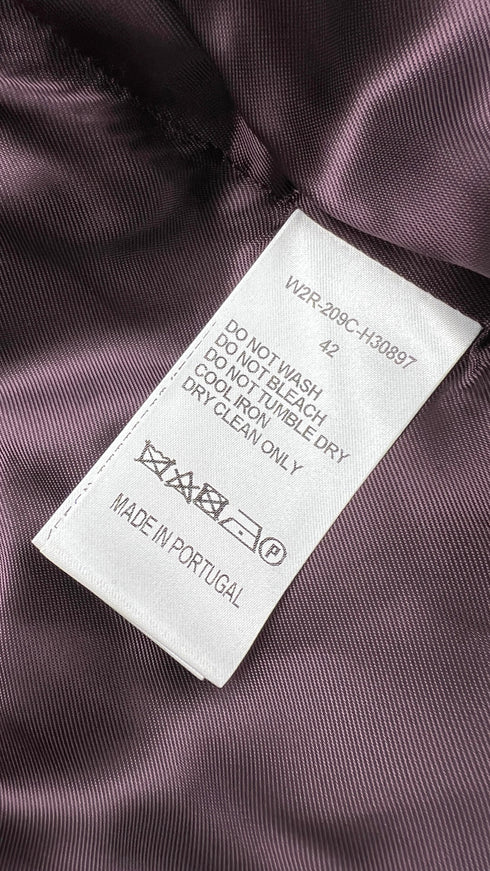 W2R-209C-H30897
42
DO NOT WASH
DO NOT BLEACH
DO NOT TUMBLE DRY
COOL IRON
DRY CLEAN ONLY
P
MADE IN PORTUGAL